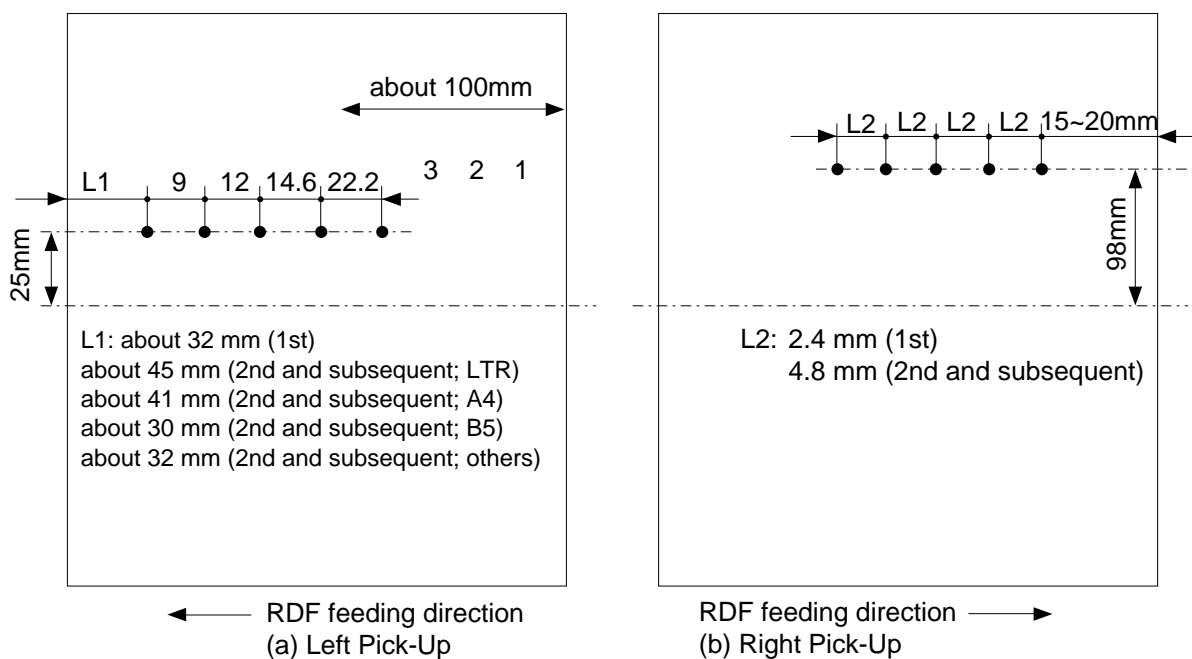 about 100mm
3 2 1
L1 9 12 14.6 22.2
25mm
L1: about 32 mm (1st)
about 45 mm (2nd and subsequent; LTR)
about 41 mm (2nd and subsequent; A4)
about 30 mm (2nd and subsequent; B5)
about 32 mm (2nd and subsequent; others)
RDF feeding direction
(a) Left Pick-Up
L2 L2 L2 L2 15~20mm
98mm
L2: 2.4 mm (1st)
4.8 mm (2nd and subsequent)
RDF feeding direction
(b) Right Pick-Up